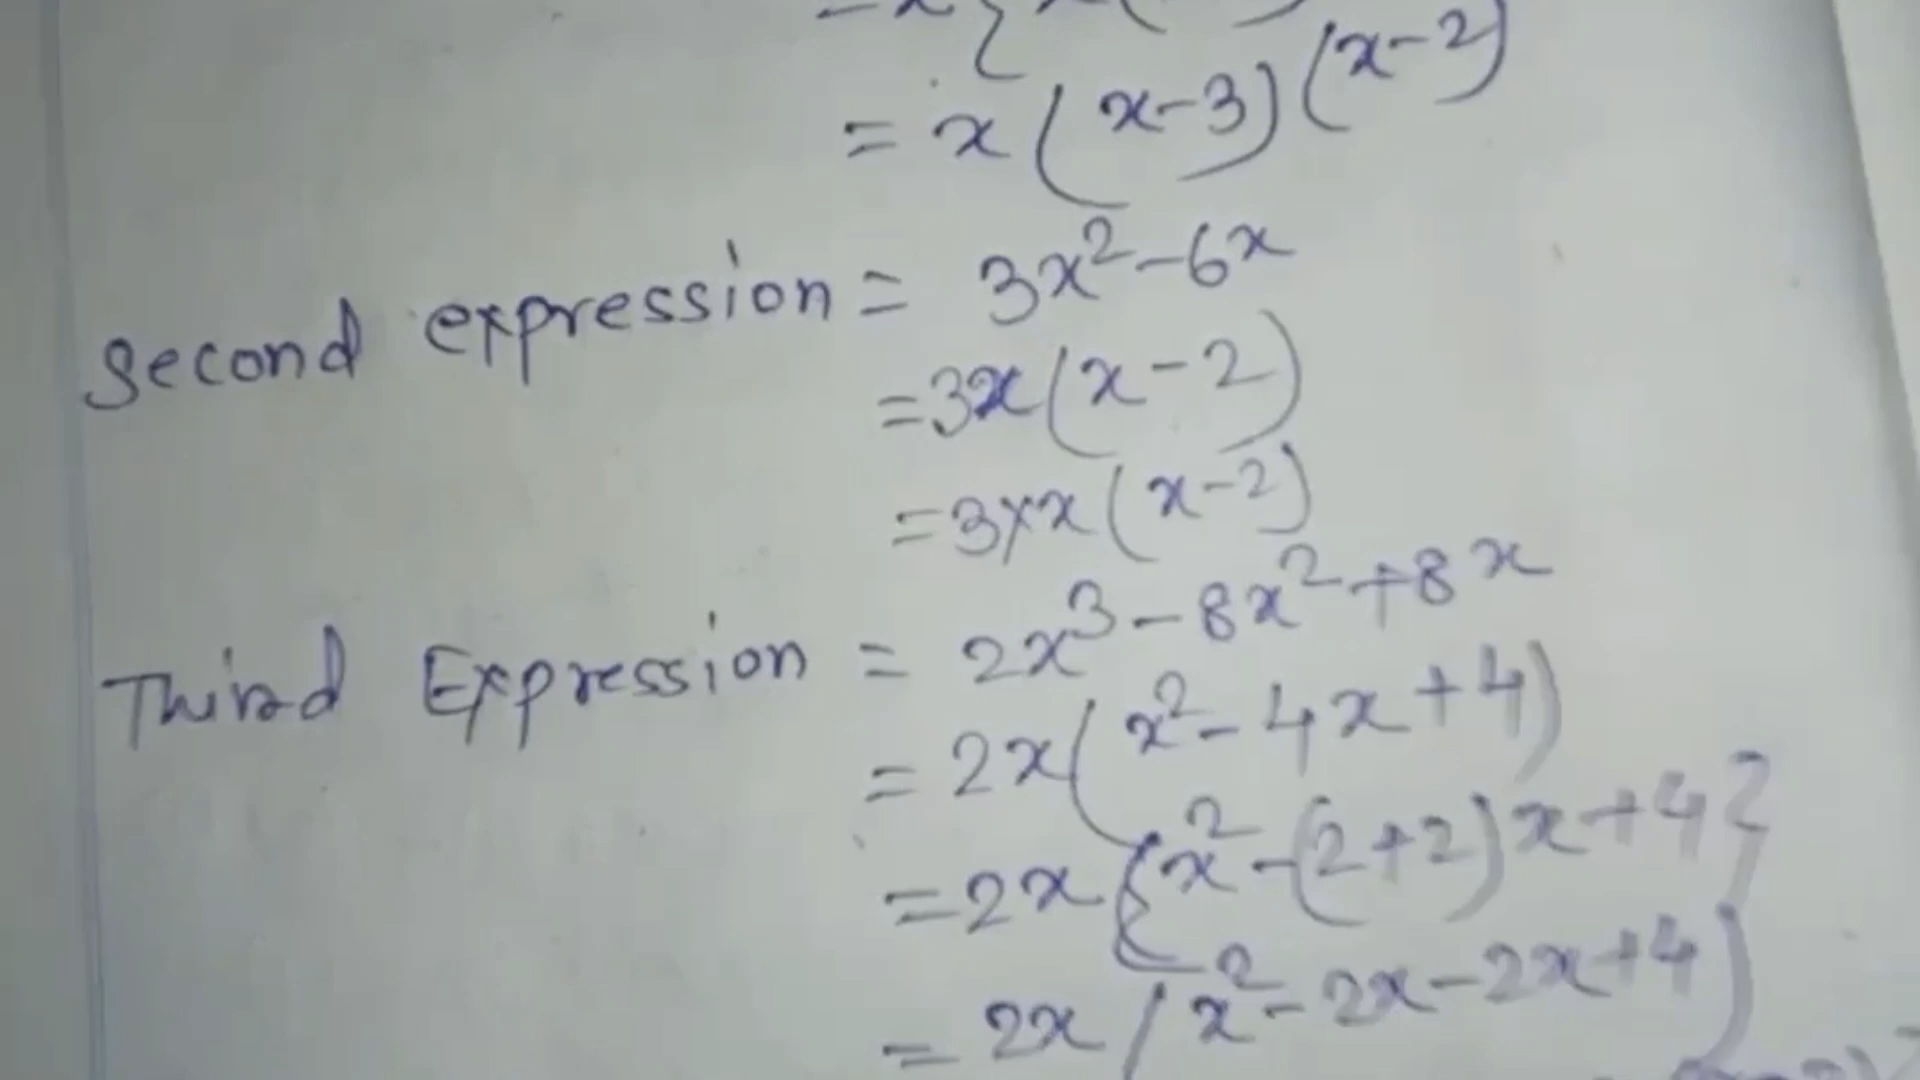 = x(x-3)(x-2)
Second expression = 3x²-6x
=3x(x-2)
=3×x(x-2)
Third Expression = 2x³-8x²+8x
= 2x(x²-4x+4)
=2x{x²-(2+2)x+4}
= 2x(x²-2x-2x+4)